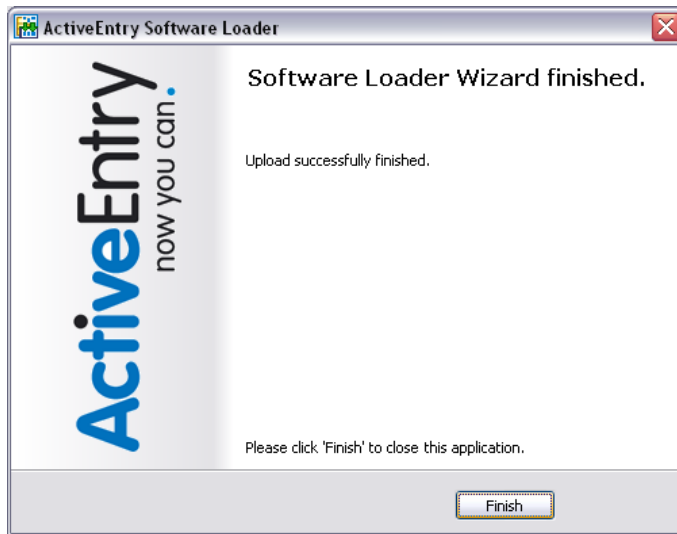 ActiveEntry Software Loader
ActiveEntry
now you can.
Software Loader Wizard finished.
Upload successfully finished.
Please click 'Finish' to close this application.
Finish